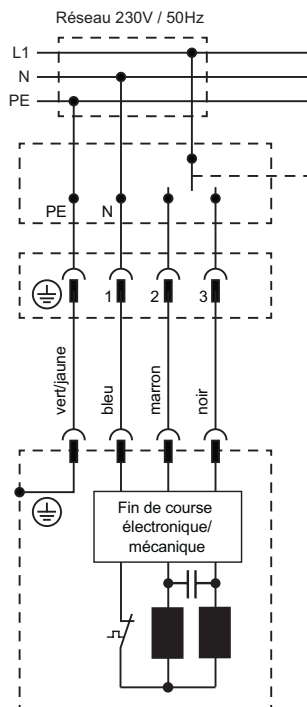 Réseau 230V / 50Hz
L1
N
PE
PE N
1 2 3
vert/jaune
bleu
marron
noir
Fin de course
électronique/
mécanique